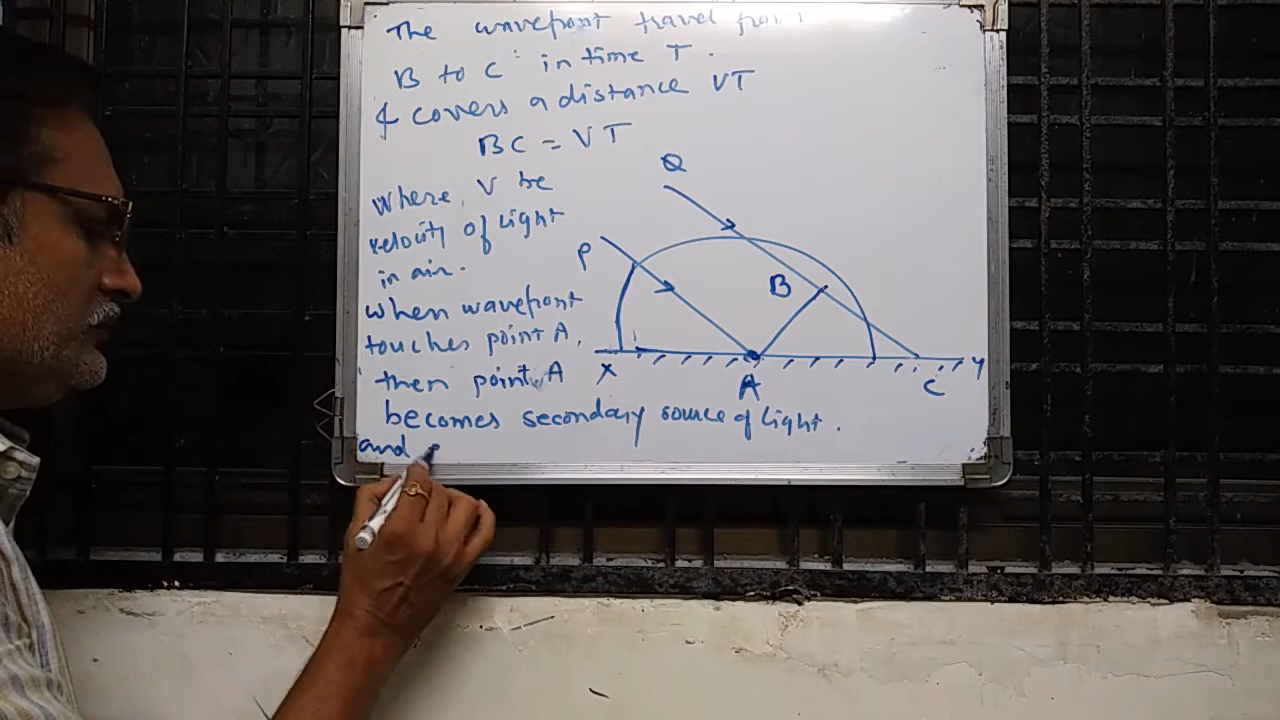 The wavefront travel from
B to C in time T.
& covers a distance VT
BC = VT
where, V be
velocity of light
in air.
when wavefront
touches point A,
then point A
becomes secondary source of light.
and
Q
P
B
X
A
C
Y